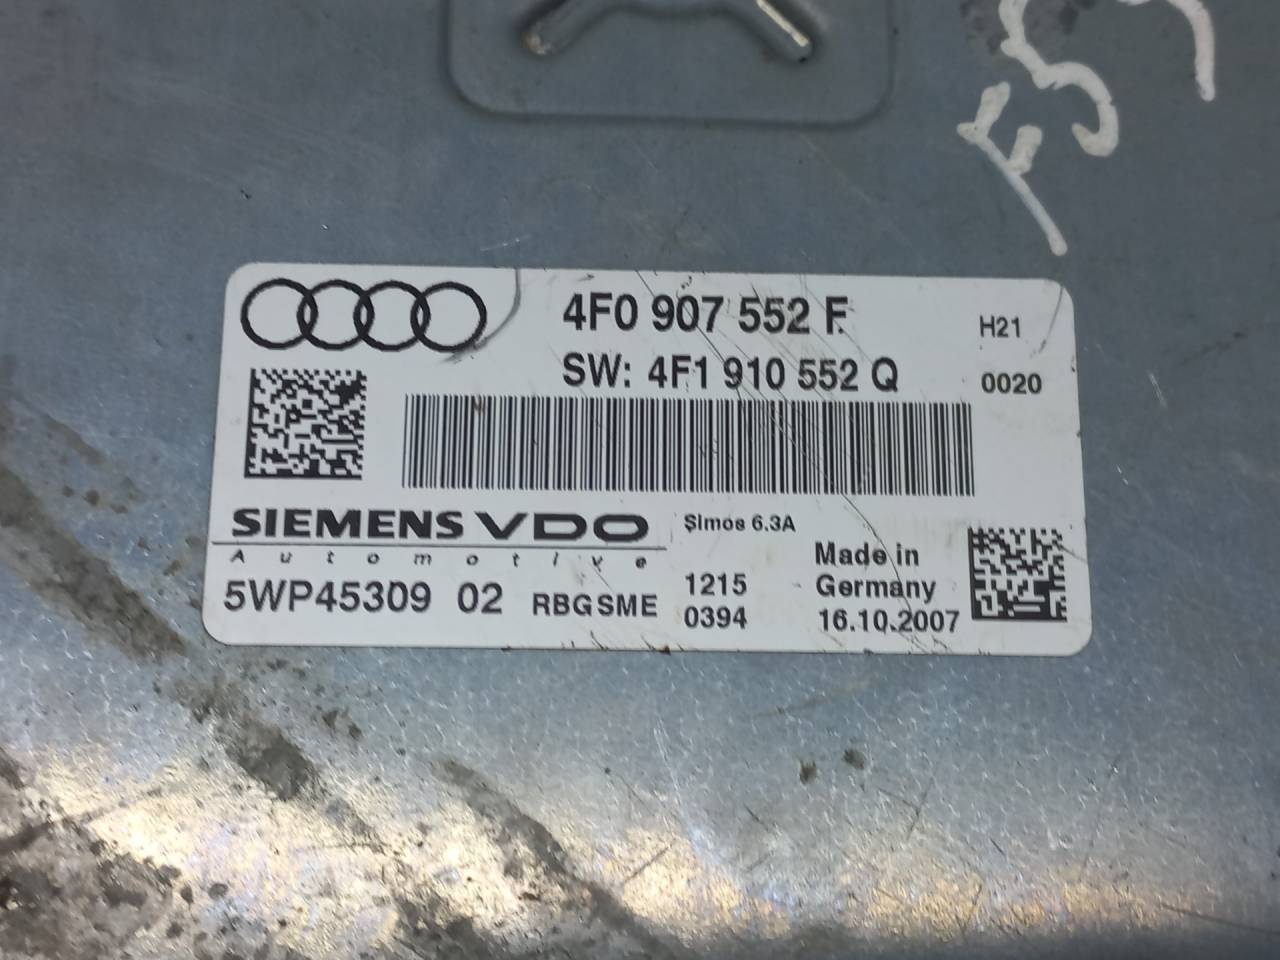 4F0 907 552 F
H21
SW: 4F1 910 552 Q
0020
SIEMENS VDO
Automotive
Simos 6.3A
5WP45309 02
RBGSME
1215
0394
Made in
Germany
16.10.2007